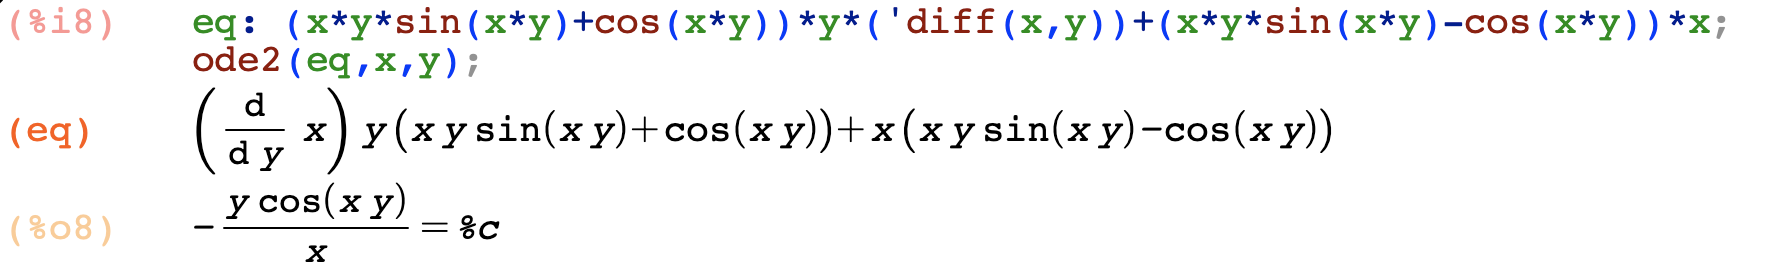 (%i8) eq: (x*y*sin(x*y)+cos(x*y))*y*('diff(x,y))+(x*y*sin(x*y)-cos(x*y))*x;
ode2(eq,x,y);
(eq) (d/dy x) y (x y sin(x y)+cos(x y))+x (x y sin(x y)-cos(x y))
(%o8) -(y cos(x y))/x = %c